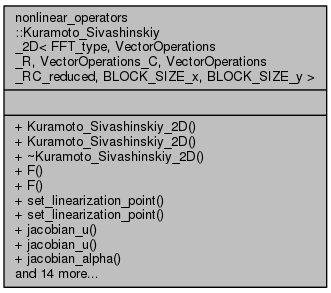 nonlinear_operators
::Kuramoto_Sivashinskiy
_2D< FFT_type, VectorOperations
_R, VectorOperations_C, VectorOperations
_RC_reduced, BLOCK_SIZE_x, BLOCK_SIZE_y >
+ Kuramoto_Sivashinskiy_2D()
+ Kuramoto_Sivashinskiy_2D()
+ ~Kuramoto_Sivashinskiy_2D()
+ F()
+ F()
+ set_linearization_point()
+ set_linearization_point()
+ jacobian_u()
+ jacobian_u()
+ jacobian_alpha()
and 14 more...